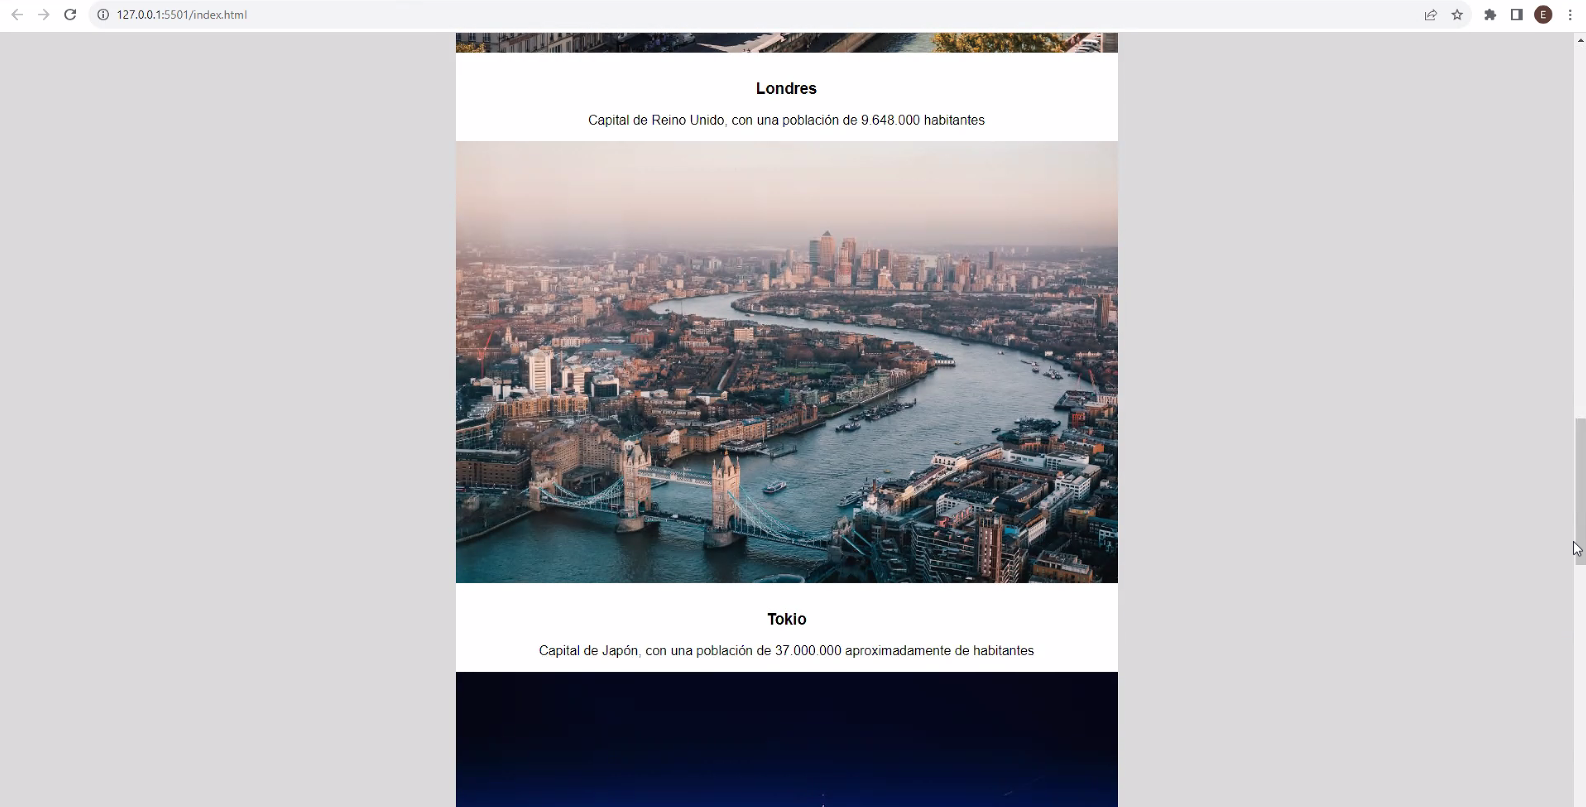 127.0.0.1:5501/index.html
E
Londres
Capital de Reino Unido, con una población de 9.648.000 habitantes
Tokio
Capital de Japón, con una población de 37.000.000 aproximadamente de habitantes